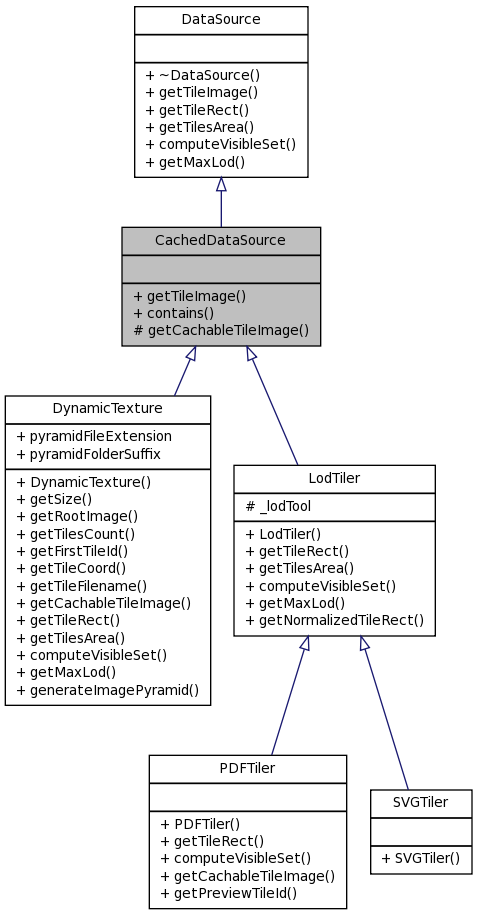 DataSource
+ ~DataSource()
+ getTileImage()
+ getTileRect()
+ getTilesArea()
+ computeVisibleSet()
+ getMaxLod()
CachedDataSource
+ getTileImage()
+ contains()
# getCachableTileImage()
DynamicTexture
+ pyramidFileExtension
+ pyramidFolderSuffix
+ DynamicTexture()
+ getSize()
+ getRootImage()
+ getTilesCount()
+ getFirstTileId()
+ getTileCoord()
+ getTileFilename()
+ getCachableTileImage()
+ getTileRect()
+ getTilesArea()
+ computeVisibleSet()
+ getMaxLod()
+ generateImagePyramid()
LodTiler
# _lodTool
+ LodTiler()
+ getTileRect()
+ getTilesArea()
+ computeVisibleSet()
+ getMaxLod()
+ getNormalizedTileRect()
PDFTiler
+ PDFTiler()
+ getTileRect()
+ computeVisibleSet()
+ getCachableTileImage()
+ getPreviewTileId()
SVGTiler
+ SVGTiler()